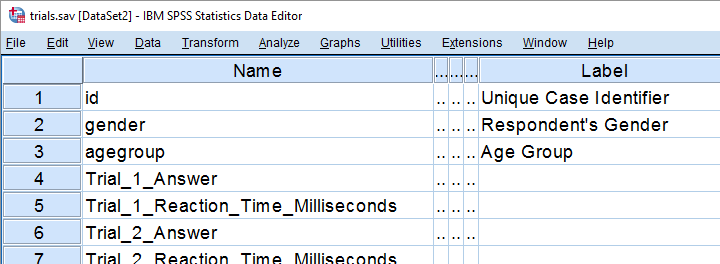 trials.sav [DataSet2] - IBM SPSS Statistics Data Editor
File Edit View Data Transform Analyze Graphs Utilities Extensions Window Help
Name ... ... ... Label
1 id .. .. .. Unique Case Identifier
2 gender .. .. .. Respondent's Gender
3 agegroup .. .. .. Age Group
4 Trial_1_Answer .. .. ..
5 Trial_1_Reaction_Time_Milliseconds .. .. ..
6 Trial_2_Answer .. .. ..
7 Trial_2_Reaction_Time_Milliseconds .. .. ..